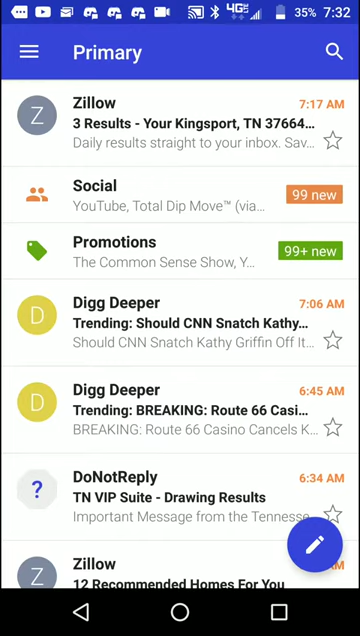 4G LTE 35% 7:32
Primary
Z
Zillow 7:17 AM
3 Results - Your Kingsport, TN 37664...
Daily results straight to your inbox. Sav...
Social
YouTube, Total Dip Move™ (via... 99 new
Promotions
The Common Sense Show, Y... 99+ new
D
Digg Deeper 7:06 AM
Trending: Should CNN Snatch Kathy...
Should CNN Snatch Kathy Griffin Off It...
D
Digg Deeper 6:45 AM
Trending: BREAKING: Route 66 Casi...
BREAKING: Route 66 Casino Cancels K...
?
DoNotReply 6:34 AM
TN VIP Suite - Drawing Results
Important Message from the Tennesse...
Z
Zillow AM
12 Recommended Homes For You